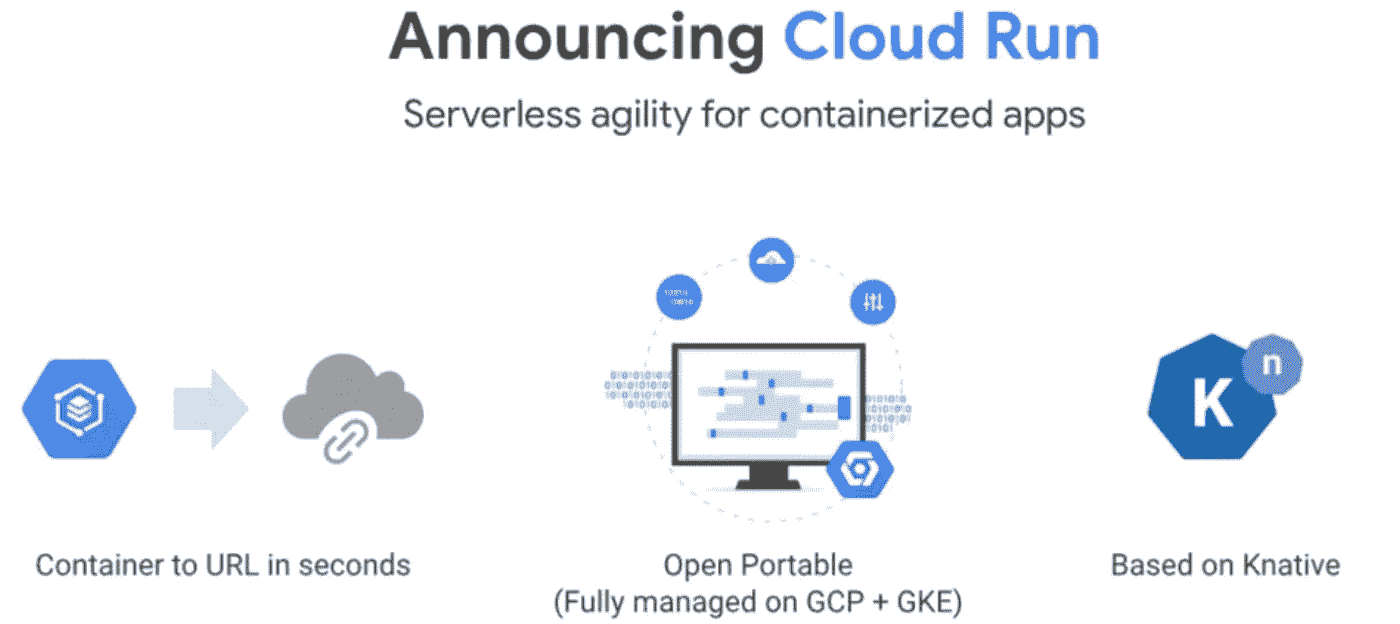 Announcing Cloud Run
Serverless agility for containerized apps
Container to URL in seconds
Open Portable
(Fully managed on GCP + GKE)
K
n
Based on Knative